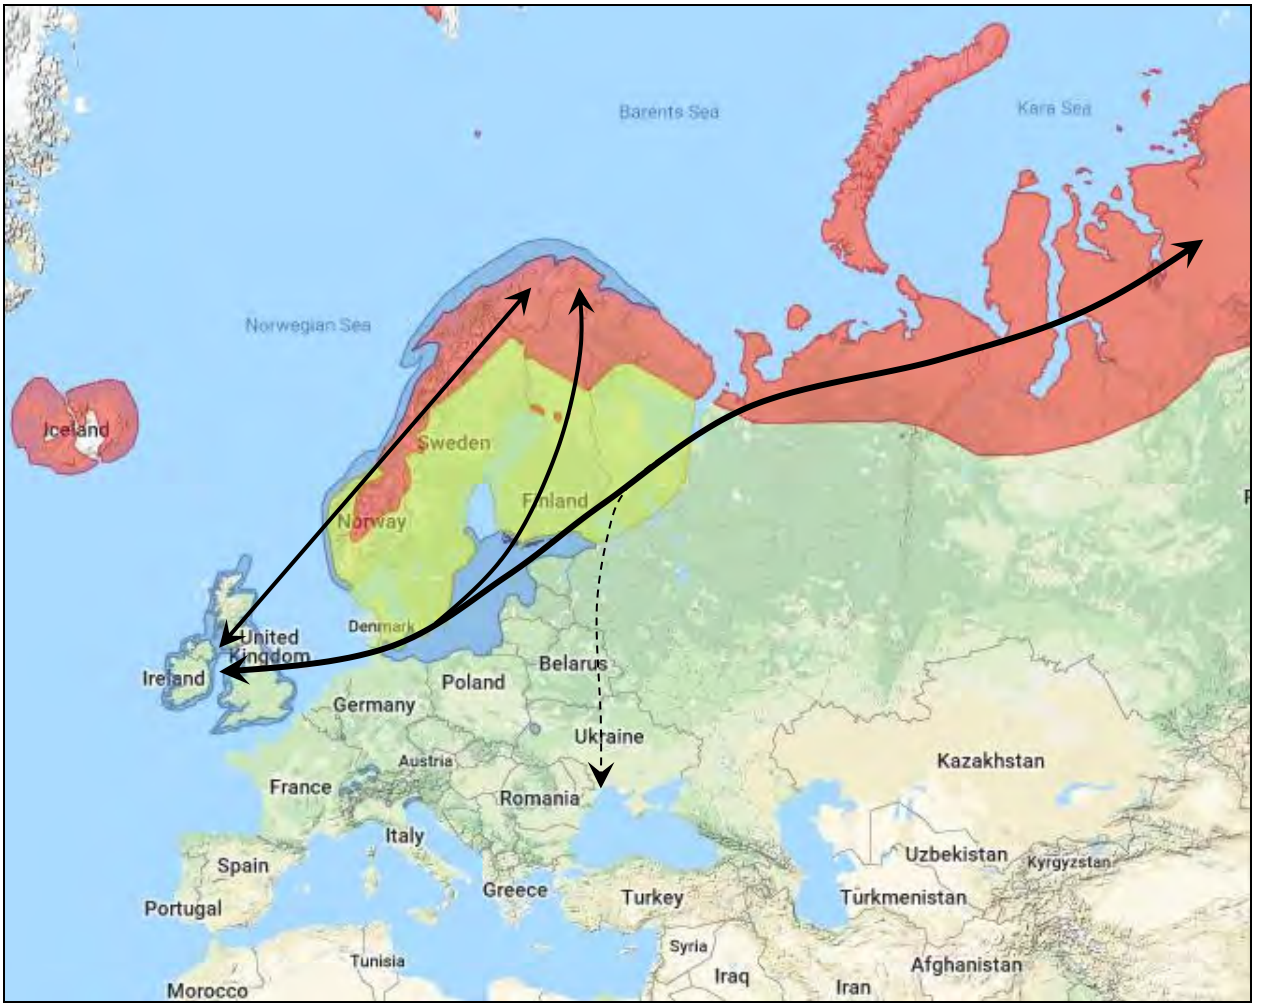 Barents Sea
Kara Sea
Norwegian Sea
Iceland
Sweden
Finland
Norway
Denmark
United
Kingdom
Ireland
Belarus
Poland
Germany
Ukraine
Austria
Kazakhstan
France
Romania
Italy
Uzbekistan
Kyrgyzstan
Spain
Greece
Turkey
Turkmenistan
Portugal
Syria
Tunisia
Iraq
Afghanistan
Iran
Morocco